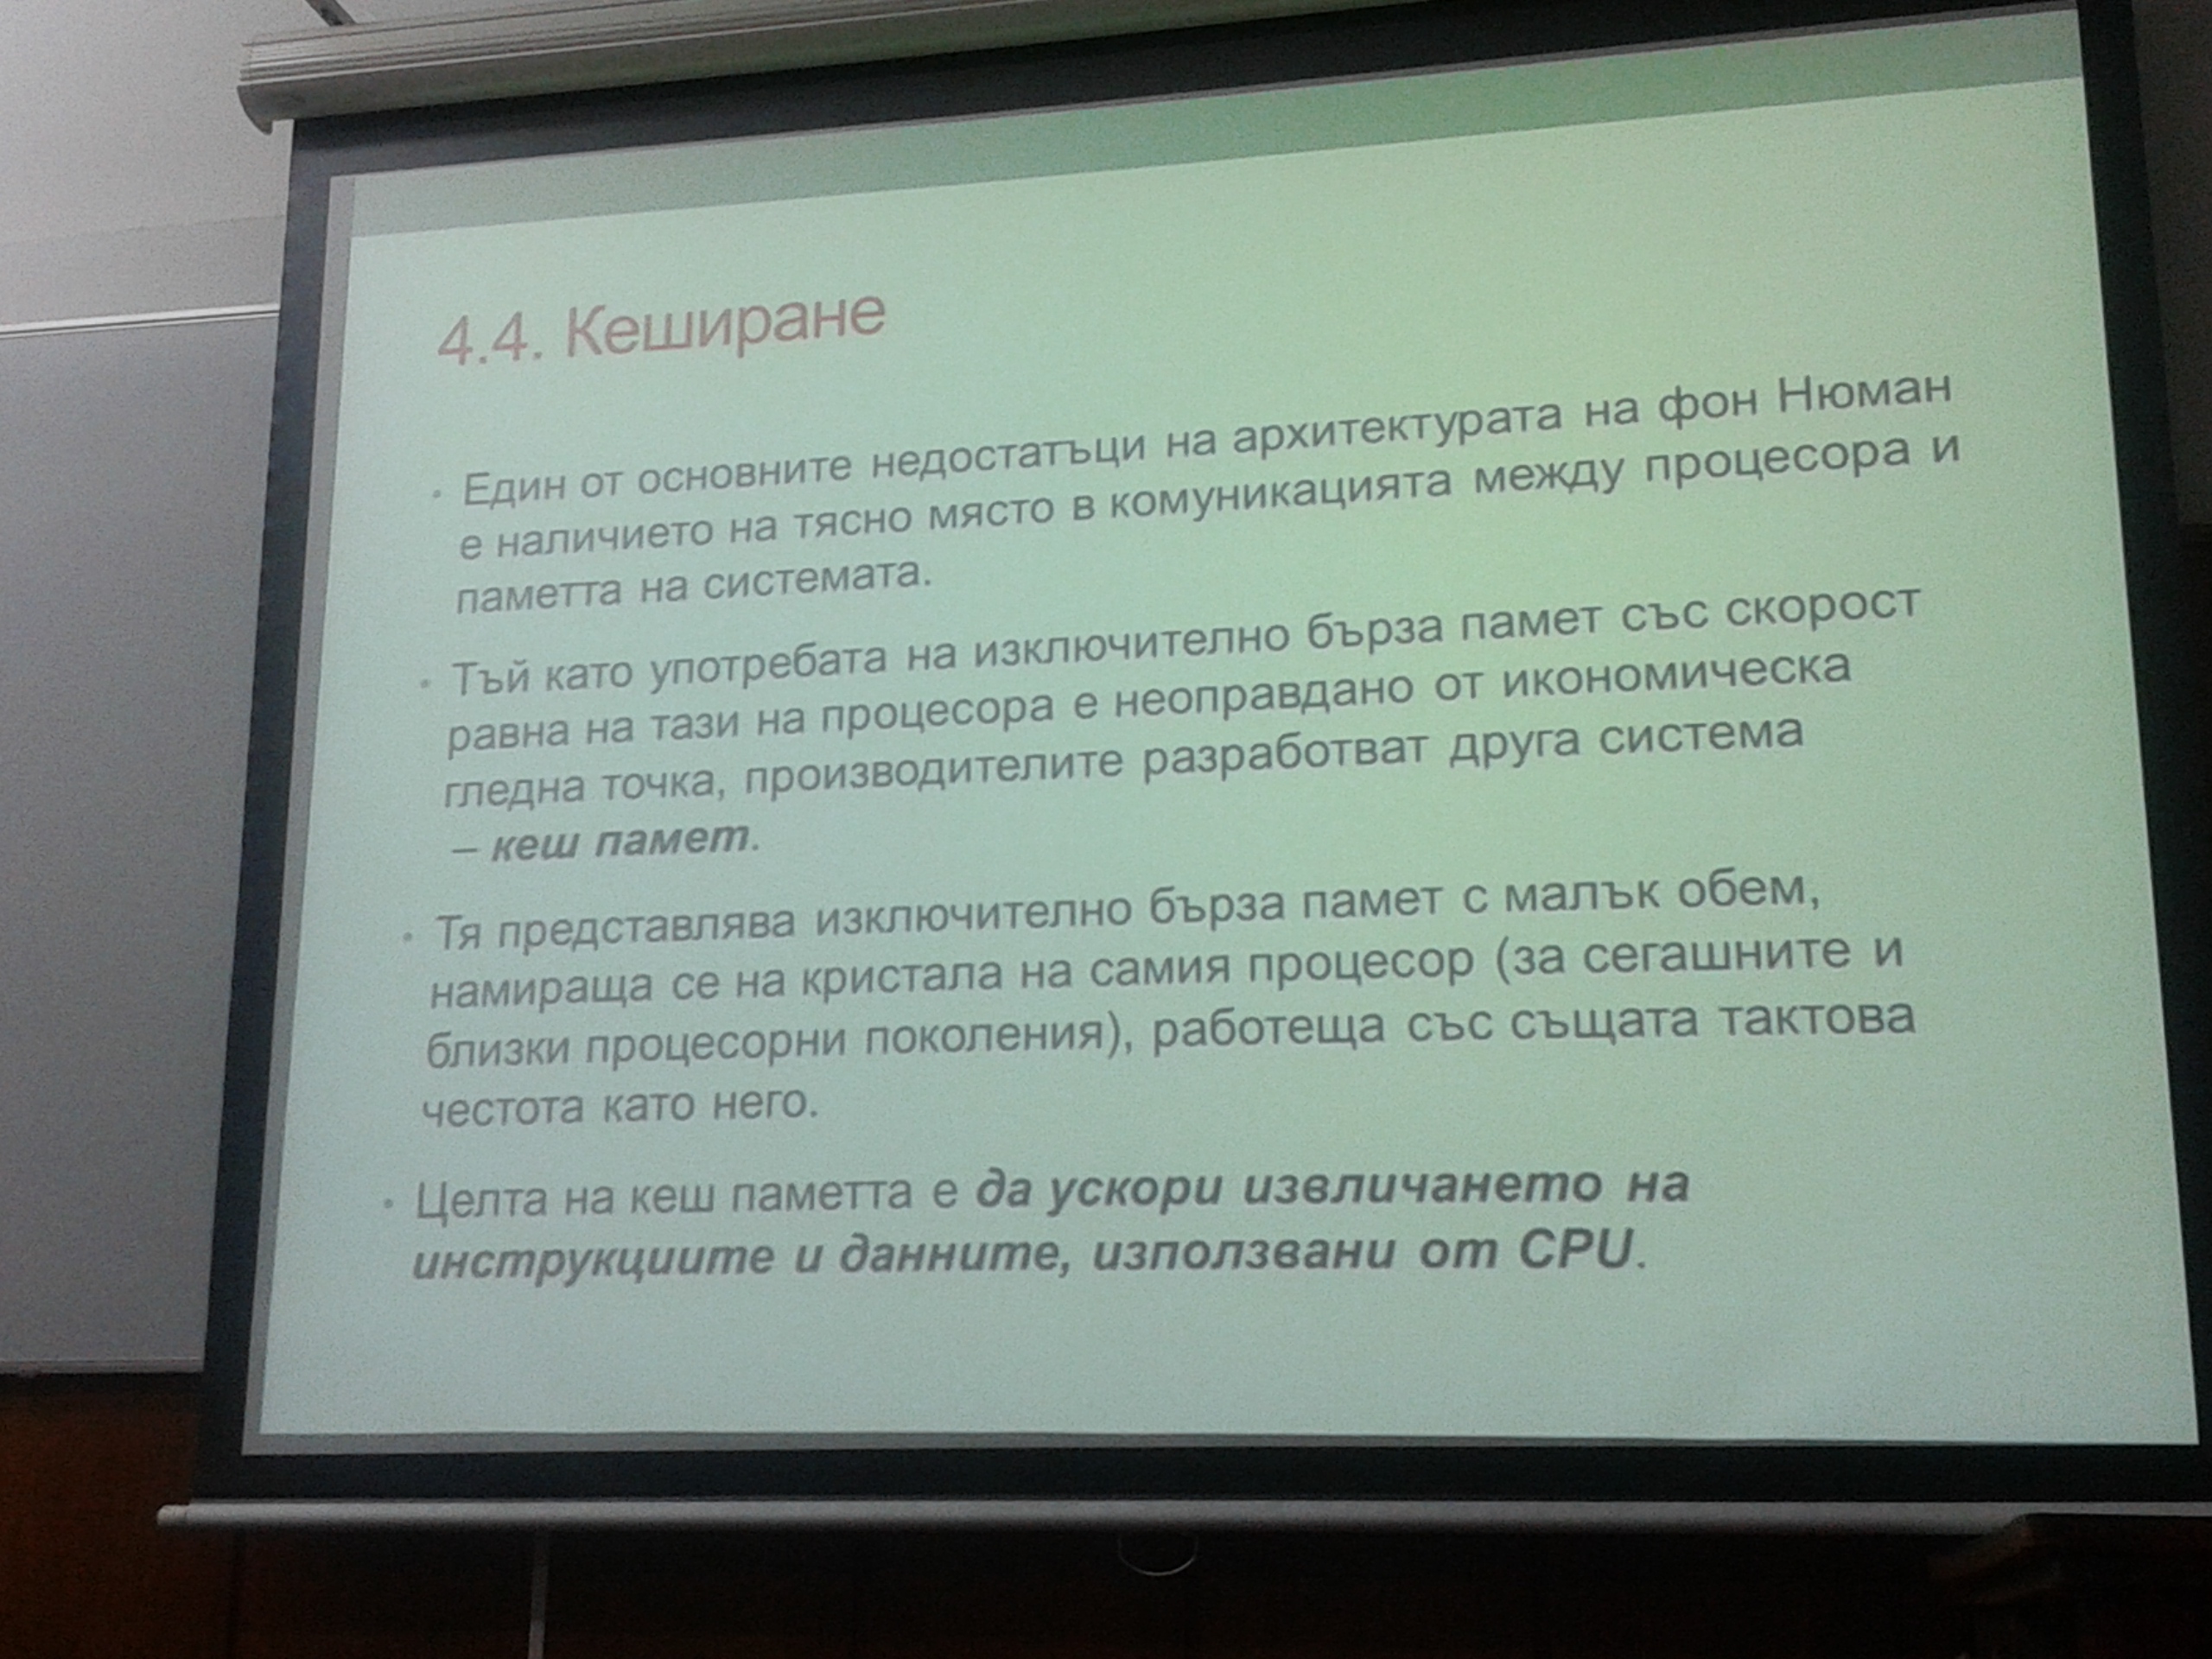 4.4. Кеширане
• Един от основните недостатъци на архитектурата на фон Нюман
е наличието на тясно място в комуникацията между процесора и
паметта на системата.
• Тъй като употребата на изключително бърза памет със скорост
равна на тази на процесора е неоправдано от икономическа
гледна точка, производителите разработват друга система
– кеш памет.
• Тя представлява изключително бърза памет с малък обем,
намираща се на кристала на самия процесор (за сегашните и
близки процесорни поколения), работеща със същата тактова
честота като него.
• Целта на кеш паметта е да ускори извличането на
инструкциите и данните, използвани от CPU.